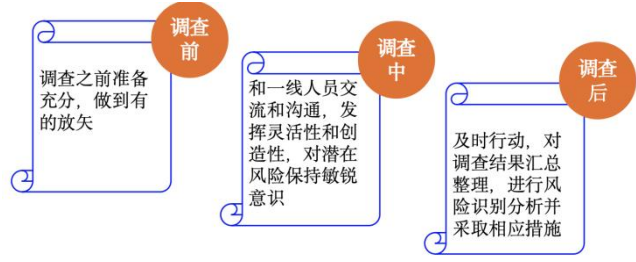 调查
前
调查之前准备
充分，做到有
的放矢
调查
中
和一线人员交
流和沟通，发
挥灵活性和创
造性，对潜在
风险保持敏锐
意识
调查
后
及时行动，对
调查结果汇总
整理，进行风
险识别分析并
采取相应措施